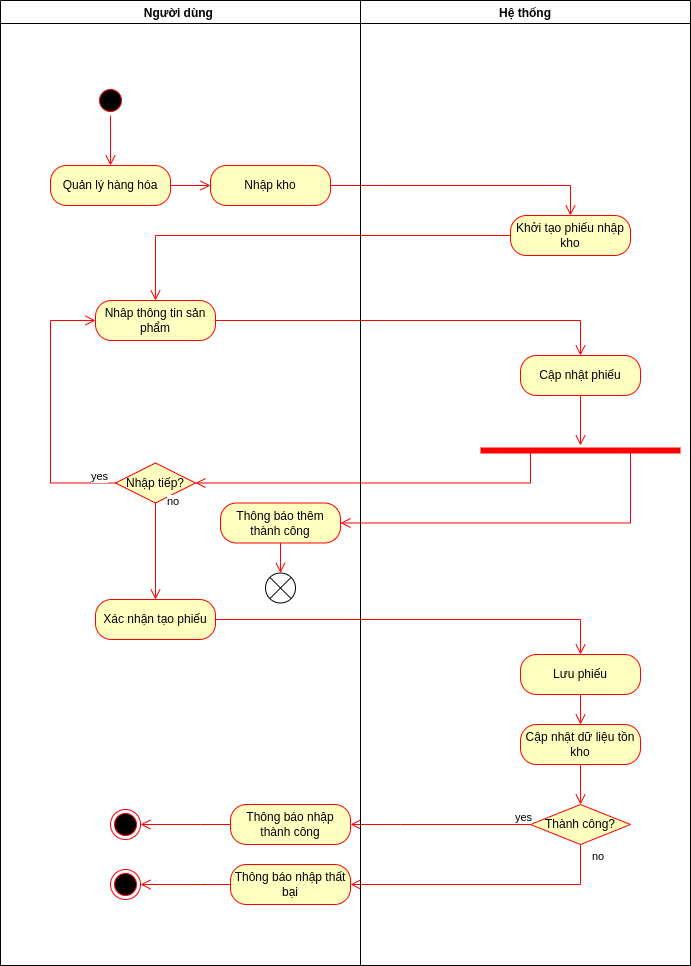 Người dùng
Hệ thống
Quản lý hàng hóa
Nhập kho
Khởi tạo phiếu nhập
kho
Nhâp thông tin sản
phẩm
Cập nhật phiếu
yes
Nhập tiếp?
no
Thông báo thêm
thành công
Xác nhận tạo phiếu
Lưu phiếu
Cập nhật dữ liệu tồn
kho
Thông báo nhập
thành công
yes
Thành công?
no
Thông báo nhập thất
bại